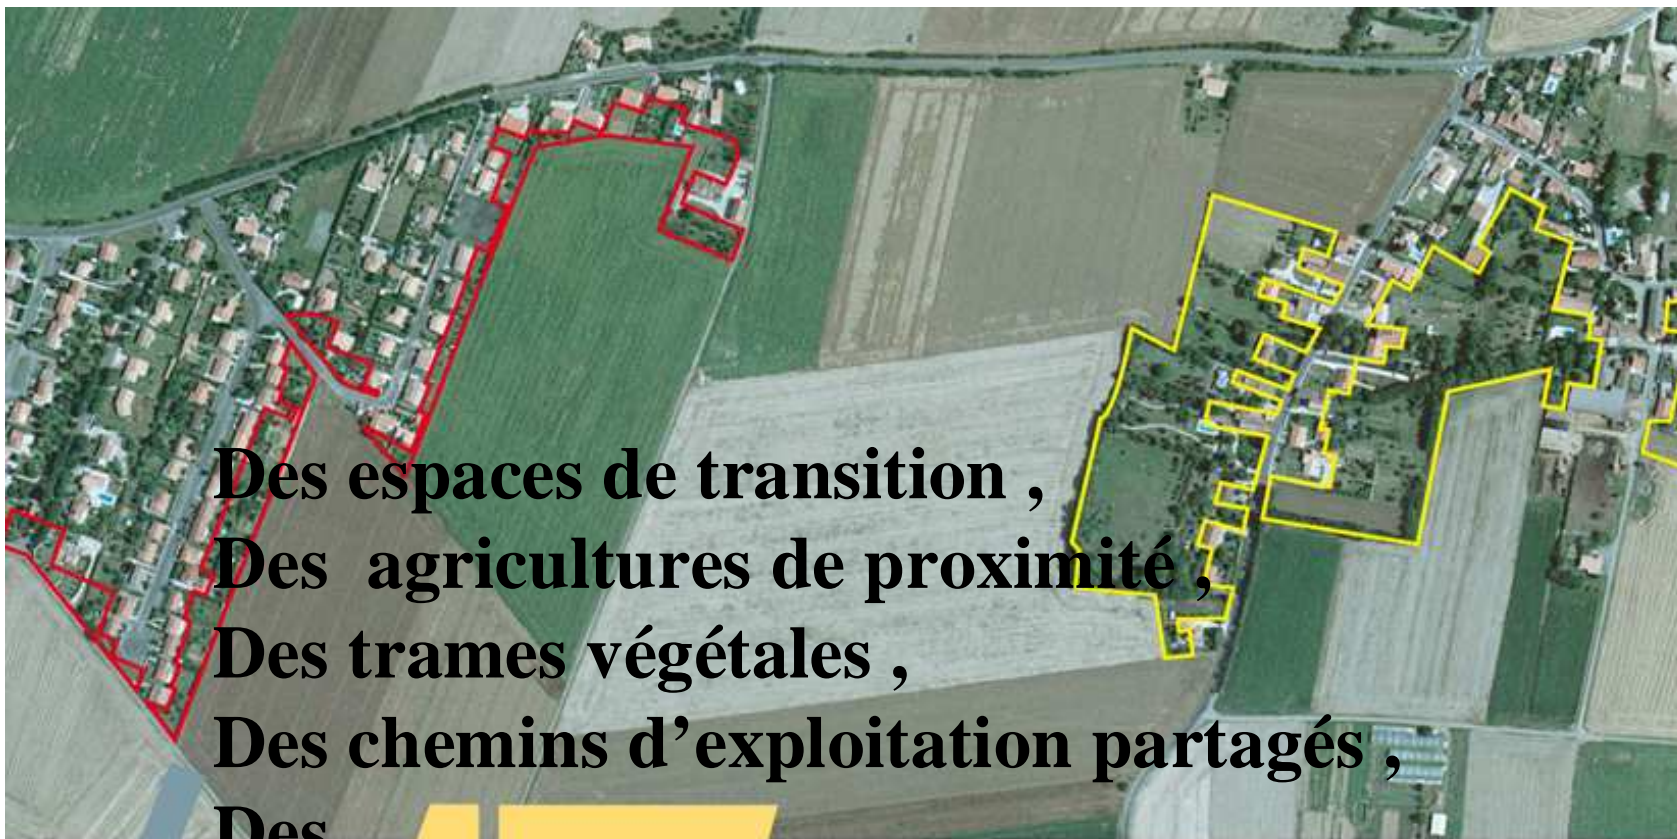 Des espaces de transition ,
Des agricultures de proximité ,
Des trames végétales ,
Des chemins d’exploitation partagés ,
Des